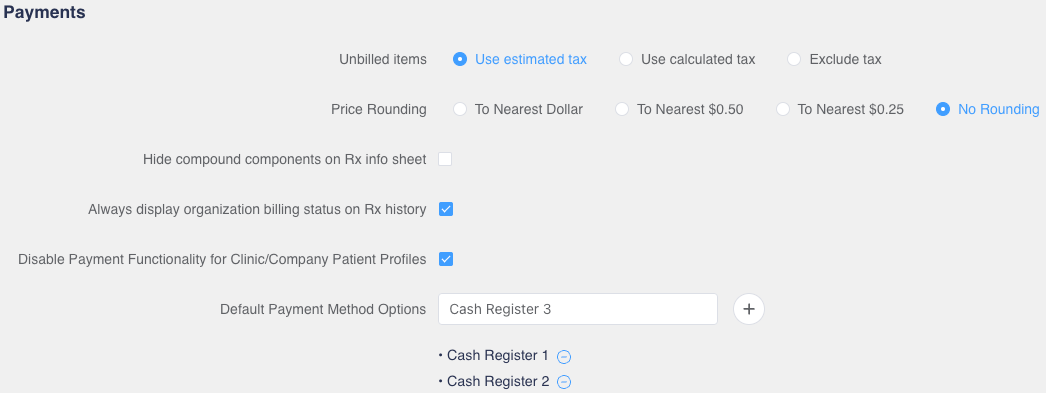 Payments
Unbilled items Use estimated tax Use calculated tax Exclude tax
Price Rounding To Nearest Dollar To Nearest $0.50 To Nearest $0.25 No Rounding
Hide compound components on Rx info sheet
Always display organization billing status on Rx history
Disable Payment Functionality for Clinic/Company Patient Profiles
Default Payment Method Options Cash Register 3 +
• Cash Register 1
• Cash Register 2